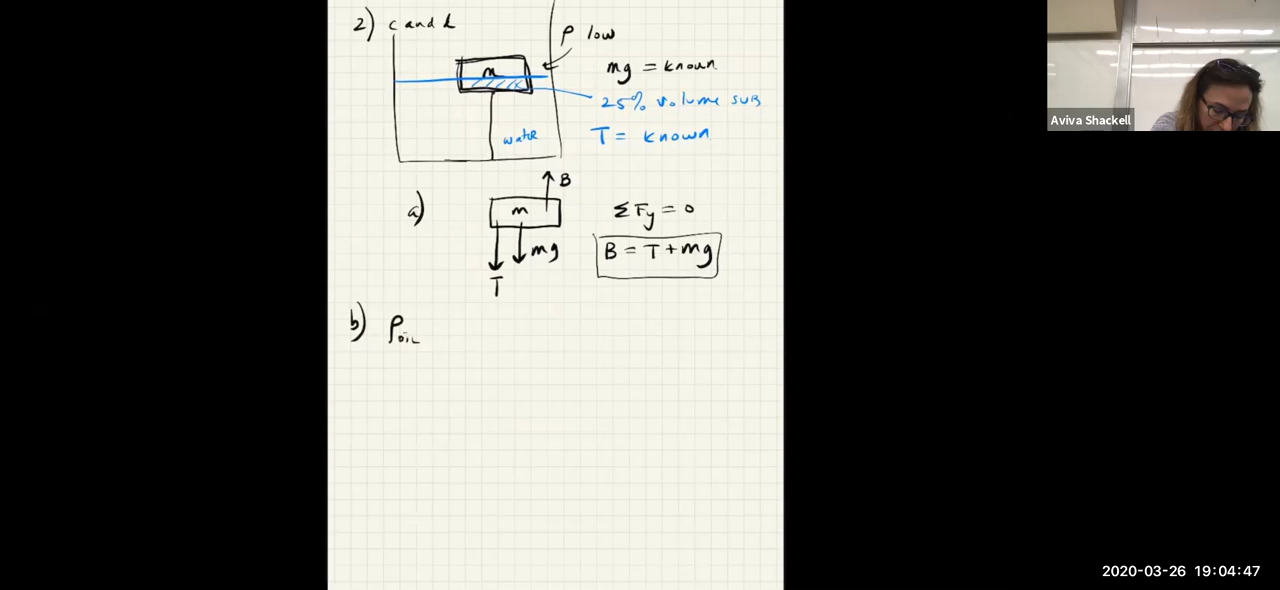 2) c and d
ρ low
m
mg = known
25% volume sub
water
T = known
a)
B
m
mg
T
ΣFy = 0
B = T + mg
b) ρoil
Aviva Shackell
2020-03-26 19:04:47